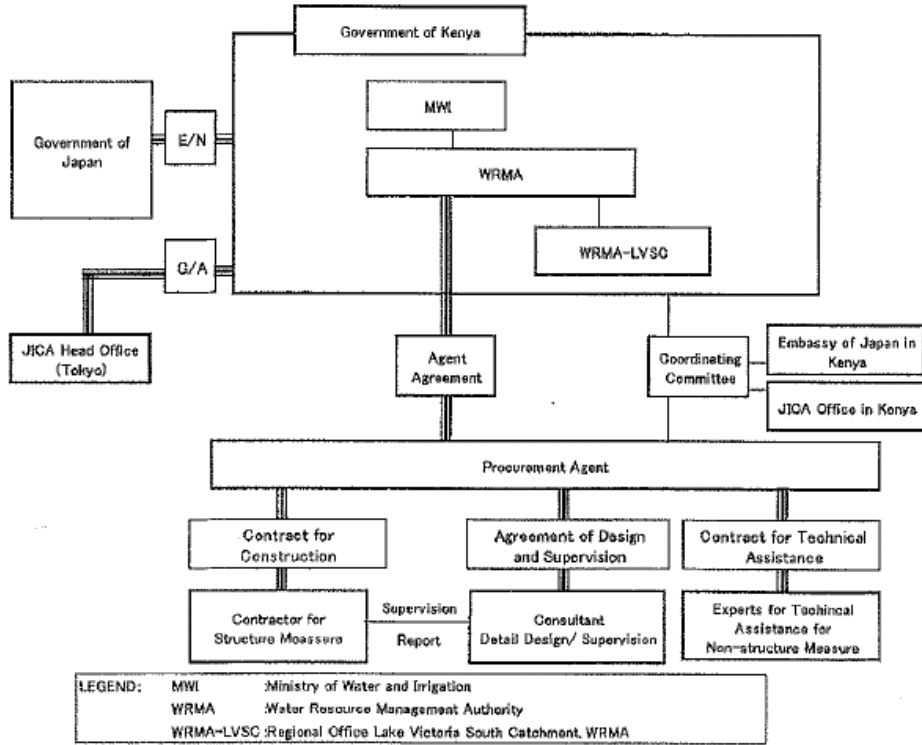 Government of Kenya
MWI
Government of
Japan
E/N
WRMA
WRMA-LVSC
G/A
JICA Head Office
(Tokyo)
Agent
Agreement
Coordinating
Committee
Embassy of Japan in
Kenya
JICA Office in Kenya
Procurement Agent
Contract for
Construction
Agreement of Design
and Supervision
Contract for Technical
Assistance
Contractor for
Structure Meassure
Supervision
Report
Consultant
Detail Design/ Supervision
Experts for Techincal
Assistance for
Non-structure Measure
LEGEND: MWI :Ministry of Water and Irrigation
WRMA :Water Resource Management Authority
WRMA-LVSC :Regional Office Lake Victoria South Catchment, WRMA